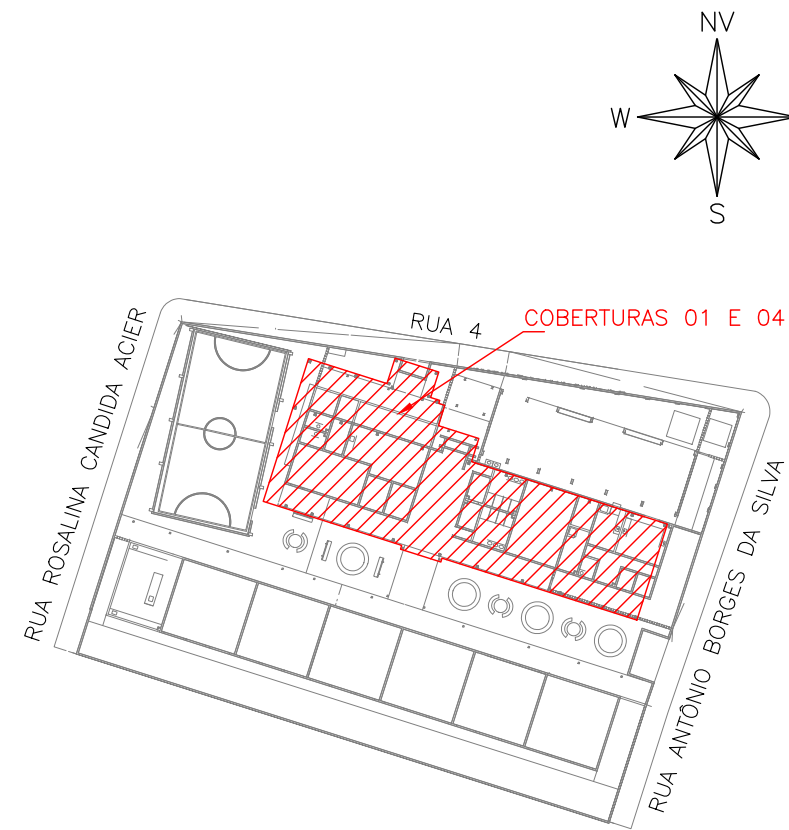 NV
W
S
RUA 4
COBERTURAS 01 E 04
RUA ROSALINA CANDIDA ACIER
RUA ANTÔNIO BORGES DA SILVA